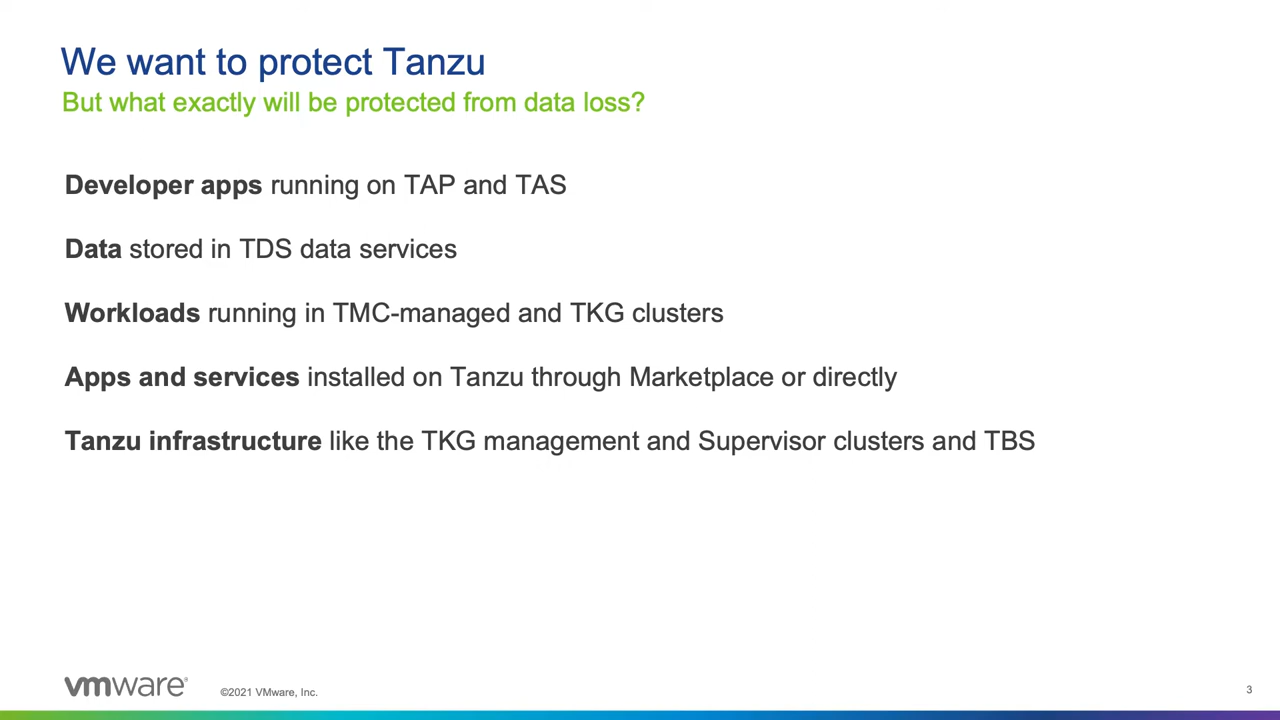 We want to protect Tanzu
But what exactly will be protected from data loss?
Developer apps running on TAP and TAS
Data stored in TDS data services
Workloads running in TMC-managed and TKG clusters
Apps and services installed on Tanzu through Marketplace or directly
Tanzu infrastructure like the TKG management and Supervisor clusters and TBS
vmware®
©2021 VMware, Inc.
3